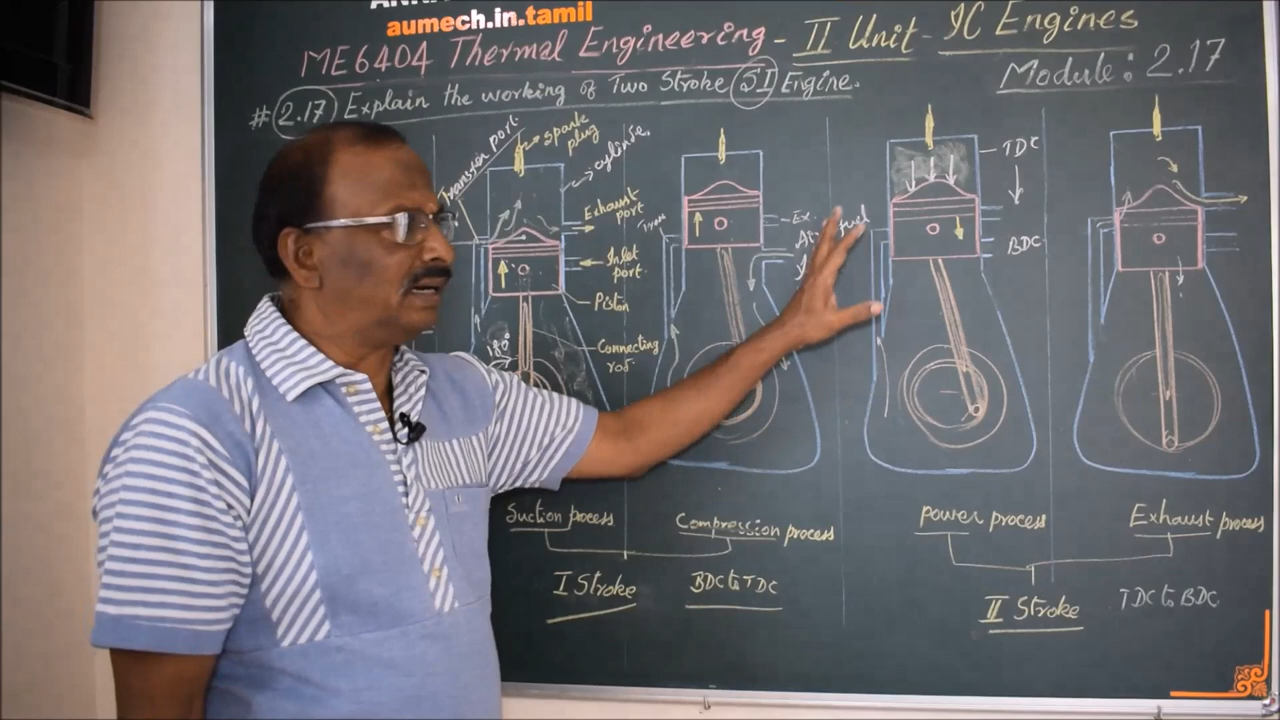 aumech.in.tamil
ME6404 Thermal Engineering - II Unit - IC Engines
Module: 2.17
# 2.17) Explain the working of Two Stroke SI Engine.
Transfer port
spark plug
cylinder
Exhaust port
Inlet port.
Piston
Connecting rod
180°
Ex.
TDC
BDC
Suction process
Compression process
power process
Exhaust process
I Stroke
BDC to TDC
II Stroke
TDC to BDC